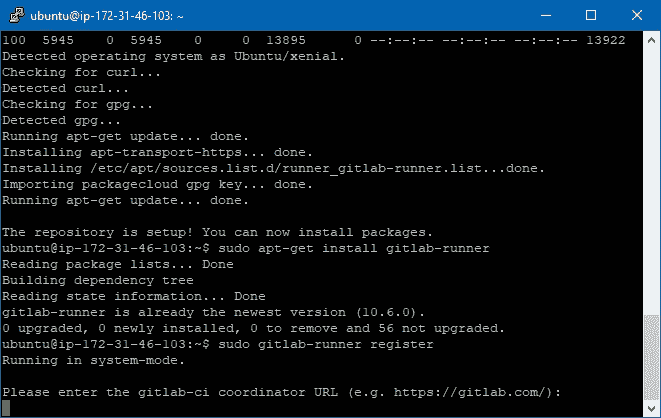 ubuntu@ip-172-31-46-103: ~
100  5945    0  5945    0     0  13895      0 --:--:-- --:--:-- --:--:-- 13922
Detected operating system as Ubuntu/xenial.
Checking for curl...
Detected curl...
Checking for gpg...
Detected gpg...
Running apt-get update... done.
Installing apt-transport-https... done.
Installing /etc/apt/sources.list.d/runner_gitlab-runner.list...done.
Importing packagecloud gpg key... done.
Running apt-get update... done.
The repository is setup! You can now install packages.
ubuntu@ip-172-31-46-103:~$ sudo apt-get install gitlab-runner
Reading package lists... Done
Building dependency tree
Reading state information... Done
gitlab-runner is already the newest version (10.6.0).
0 upgraded, 0 newly installed, 0 to remove and 56 not upgraded.
ubuntu@ip-172-31-46-103:~$ sudo gitlab-runner register
Running in system-mode.
Please enter the gitlab-ci coordinator URL (e.g. https://gitlab.com/):